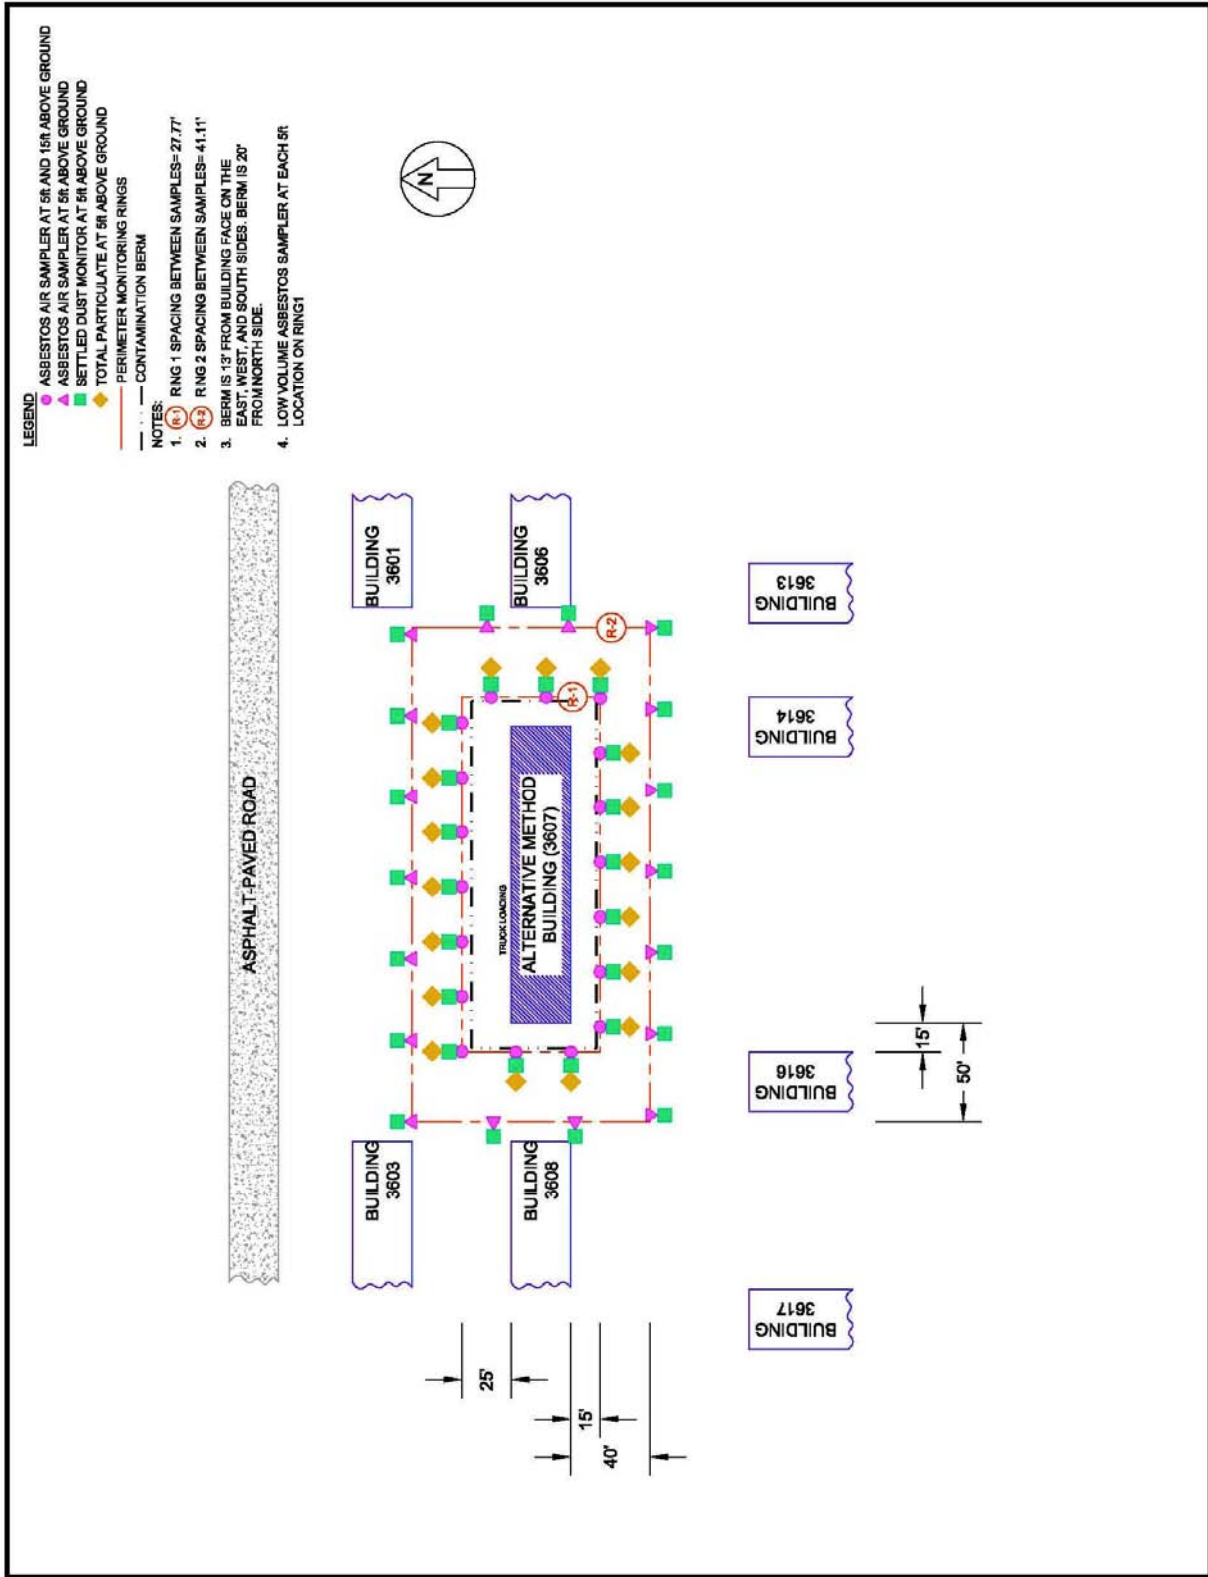 LEGEND
ASBESTOS AIR SAMPLER AT 5ft AND 15ft ABOVE GROUND
ASBESTOS AIR SAMPLER AT 5ft ABOVE GROUND
SETTLED DUST MONITOR AT 5ft ABOVE GROUND
TOTAL PARTICULATE AT 5ft ABOVE GROUND
PERIMETER MONITORING RINGS
CONTAMINATION BERM
NOTES:
1. R-1 RING 1 SPACING BETWEEN SAMPLES=27.77'
2. R-2 RING 2 SPACING BETWEEN SAMPLES=41.11'
3. BERM IS 13' FROM BUILDING FACE ON THE
EAST, WEST, AND SOUTH SIDES. BERM IS 20'
FROM NORTH SIDE.
4. LOW VOLUME ASBESTOS SAMPLER AT EACH 5ft
LOCATION ON RING1
N
ASPHALT-PAVED ROAD
BUILDING
3603
BUILDING
3601
BUILDING
3608
TRUCK LOADING
ALTERNATIVE METHOD
BUILDING (3607)
BUILDING
3606
R-1
R-2
25'
15'
40'
BUILDING
3617
BUILDING
3616
BUILDING
3614
BUILDING
3613
15'
50'